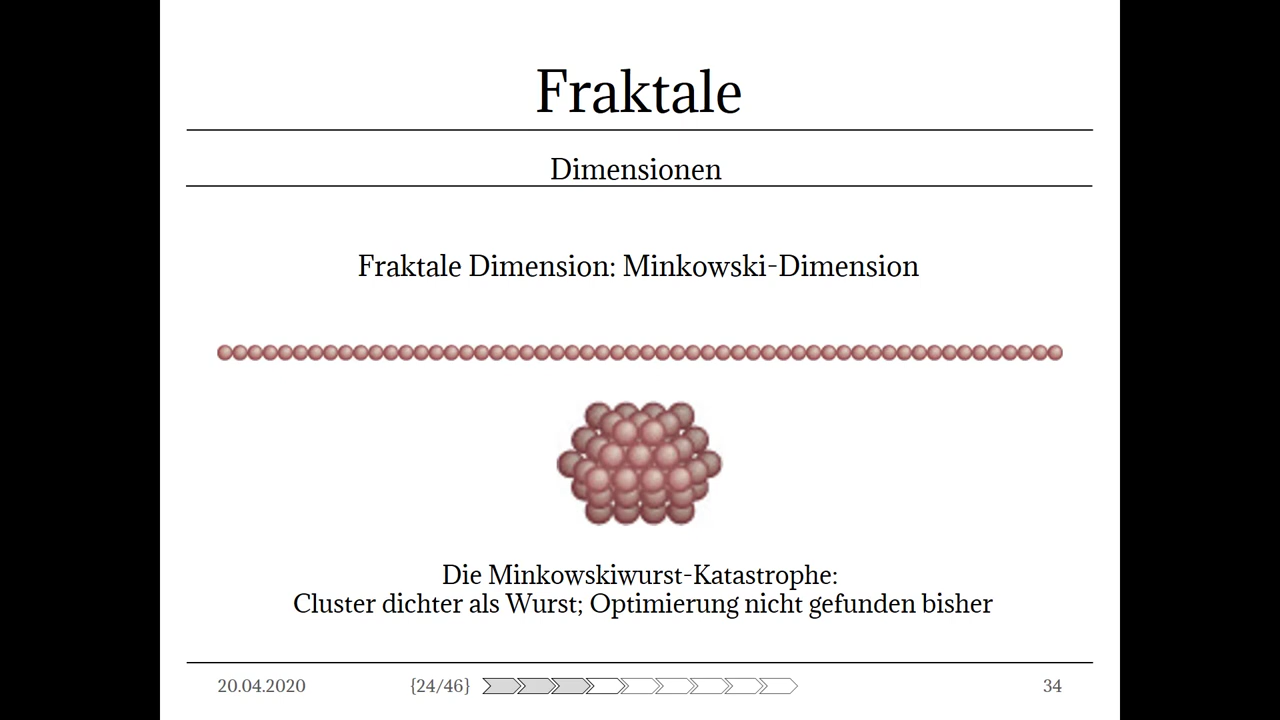 Fraktale
Dimensionen
Fraktale Dimension: Minkowski-Dimension
Die Minkowskiwurst-Katastrophe:
Cluster dichter als Wurst; Optimierung nicht gefunden bisher
20.04.2020 {24/46} 34